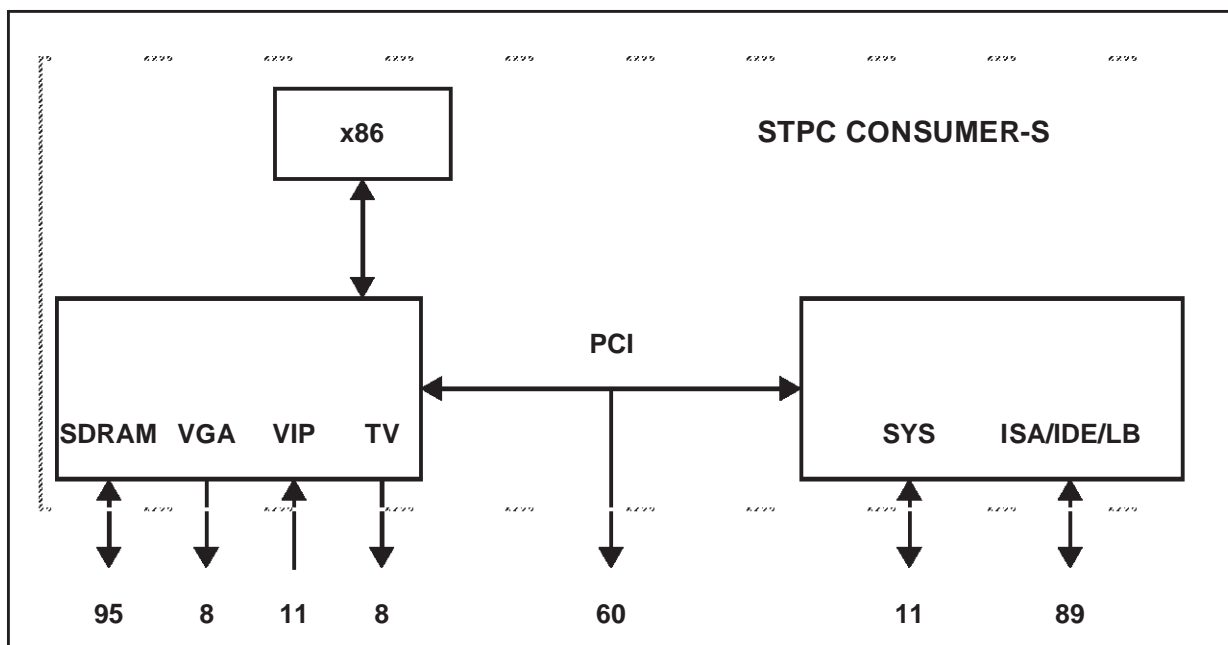 x86
STPC CONSUMER-S
PCI
SDRAM VGA VIP TV
SYS ISA/IDE/LB
95 8 11 8 60 11 89